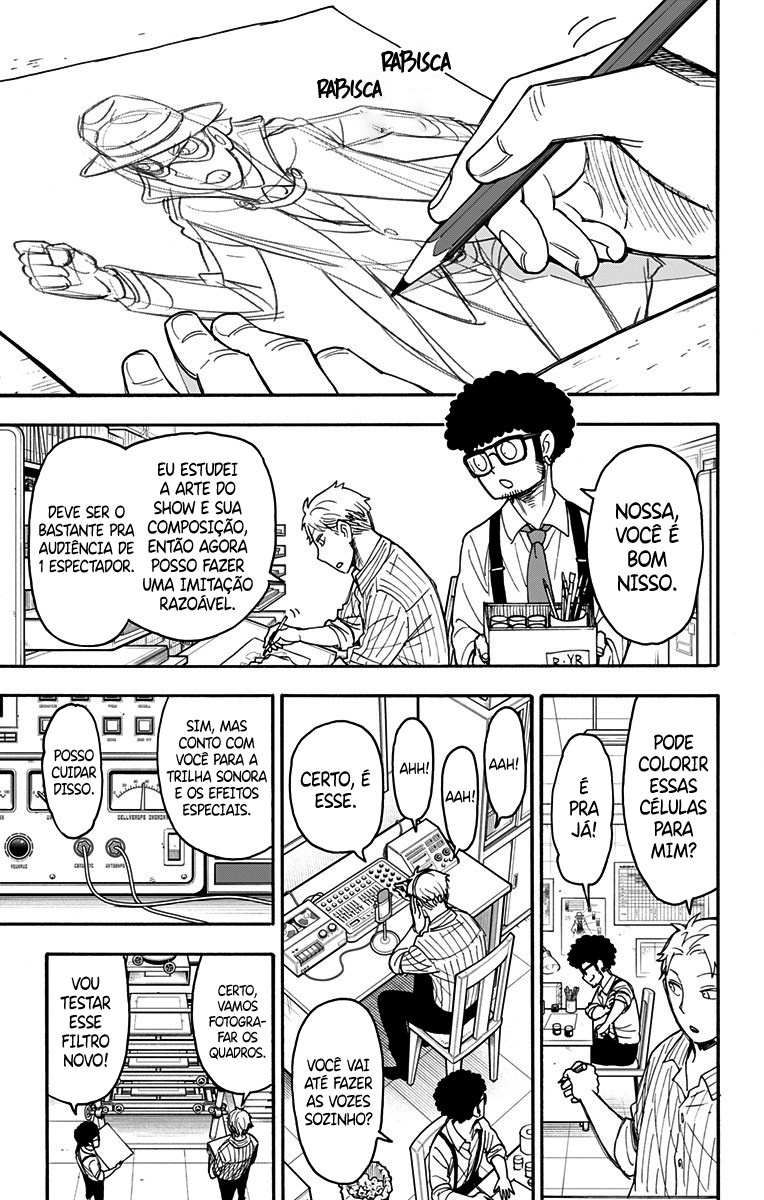 RABISCA
RABISCA
NOSSA,
VOCÊ É
BOM
NISSO.
EU ESTUDEI
A ARTE DO
SHOW E SUA
COMPOSIÇÃO,
ENTÃO AGORA
POSSO FAZER
UMA IMITAÇÃO
RAZOÁVEL.
DEVE SER O
BASTANTE PRA
AUDIÊNCIA DE
1 ESPECTADOR.
R·YR
PODE
COLORIR
ESSAS
CÉLULAS
PARA
MIM?
É
PRA
JÁ!
AAH!
AAH!
AHH!
CERTO, É
ESSE.
VOCÊ VAI
ATÉ FAZER
AS VOZES
SOZINHO?
SIM, MAS
CONTO COM
VOCÊ PARA A
TRILHA SONORA
E OS EFEITOS
ESPECIAIS.
POSSO
CUIDAR
DISSO.
CERTO,
VAMOS
FOTOGRA-
FAR OS
QUADROS.
VOU
TESTAR
ESSE
FILTRO
NOVO!